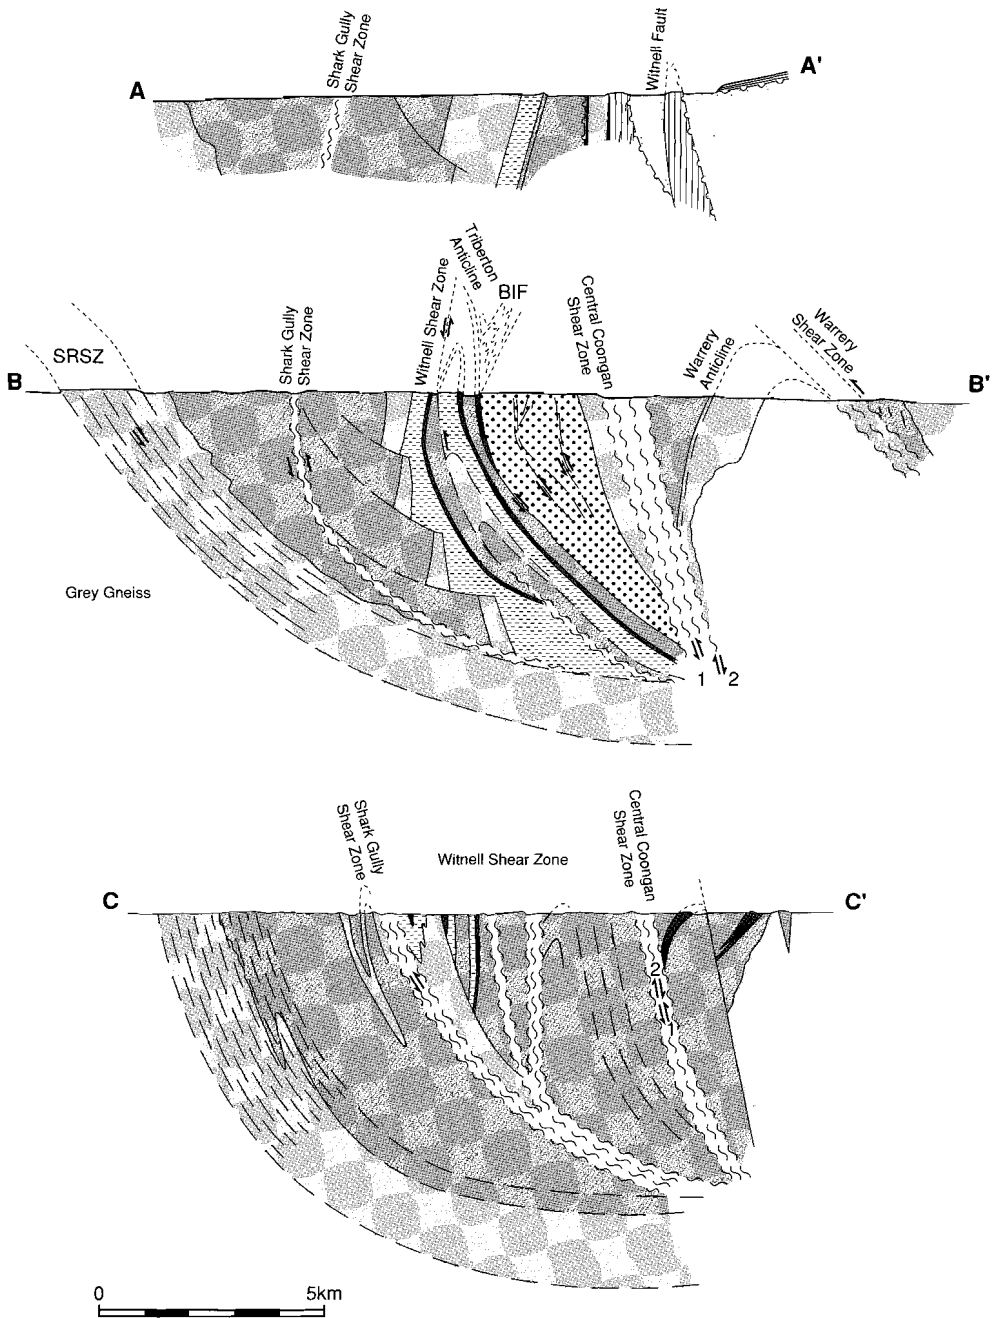 Shark Gully
Shear Zone
Witnell Fault
A
A'
Triberton
Anticline
BIF
Witnell Shear Zone
Shark Gully
Shear Zone
Central Coongan
Shear Zone
Warrery
Anticline
Warrery
Shear Zone
SRSZ
B
B'
Grey Gneiss
1
2
Shark Gully
Shear Zone
Witnell Shear Zone
Central Coongan
Shear Zone
C
C'
2
1
0
5km